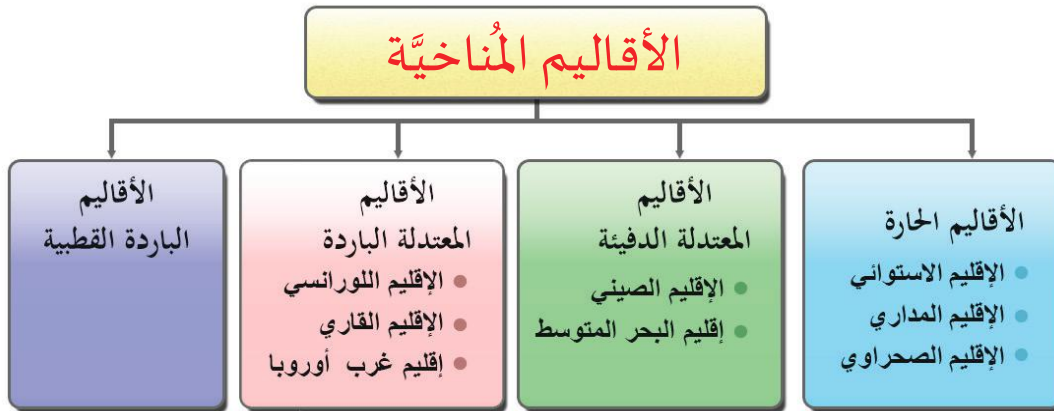 الأقاليم المُناخيَّة
الأقاليم الحارة
الإقليم الاستوائي
الإقليم المداري
الإقليم الصحراوي
الأقاليم
المعتدلة الدفيئة
الإقليم الصيني
إقليم البحر المتوسط
الأقاليم
المعتدلة الباردة
الإقليم اللورانسي
الإقليم القاري
إقليم غرب أوروبا
الأقاليم
الباردة القطبية